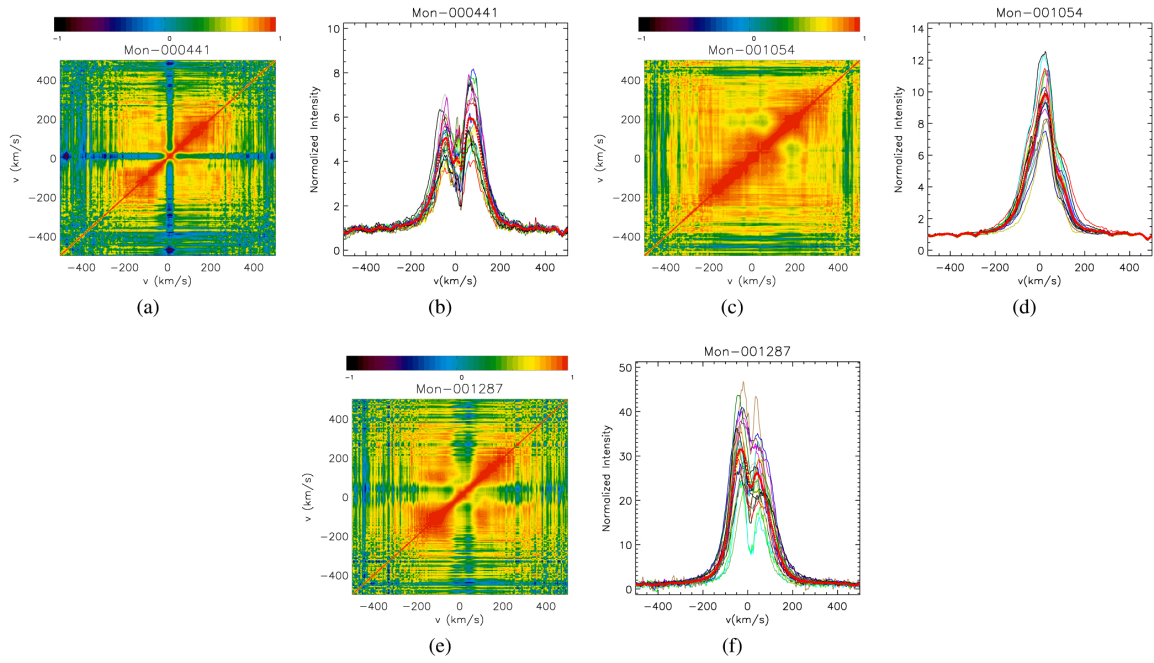 Mon-000441
Mon-001054
−1 0 1
Mon-000441
−1 0 1
Mon-001054
400
200
0
−200
−400
v (km/s)
−400 −200 0 200 400
v (km/s)
(a)
10
8
6
4
2
0
Normalized Intensity
−400 −200 0 200 400
v(km/s)
(b)
400
200
0
−200
−400
v (km/s)
−400 −200 0 200 400
v (km/s)
(c)
14
12
10
8
6
4
2
0
Normalized Intensity
−400 −200 0 200 400
v(km/s)
(d)
Mon-001287
−1 0 1
Mon-001287
400
200
0
−200
−400
v (km/s)
−400 −200 0 200 400
v (km/s)
(e)
50
40
30
20
10
0
Normalized Intensity
−400 −200 0 200 400
v(km/s)
(f)